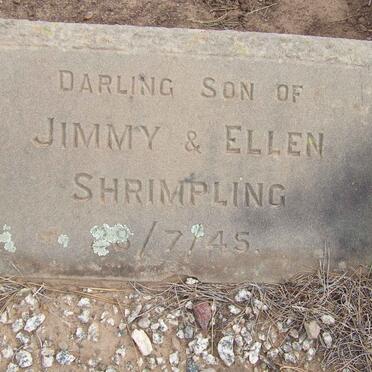 DARLING SON OF
JIMMY & ELLEN
SHRIMPLING
/7/45.